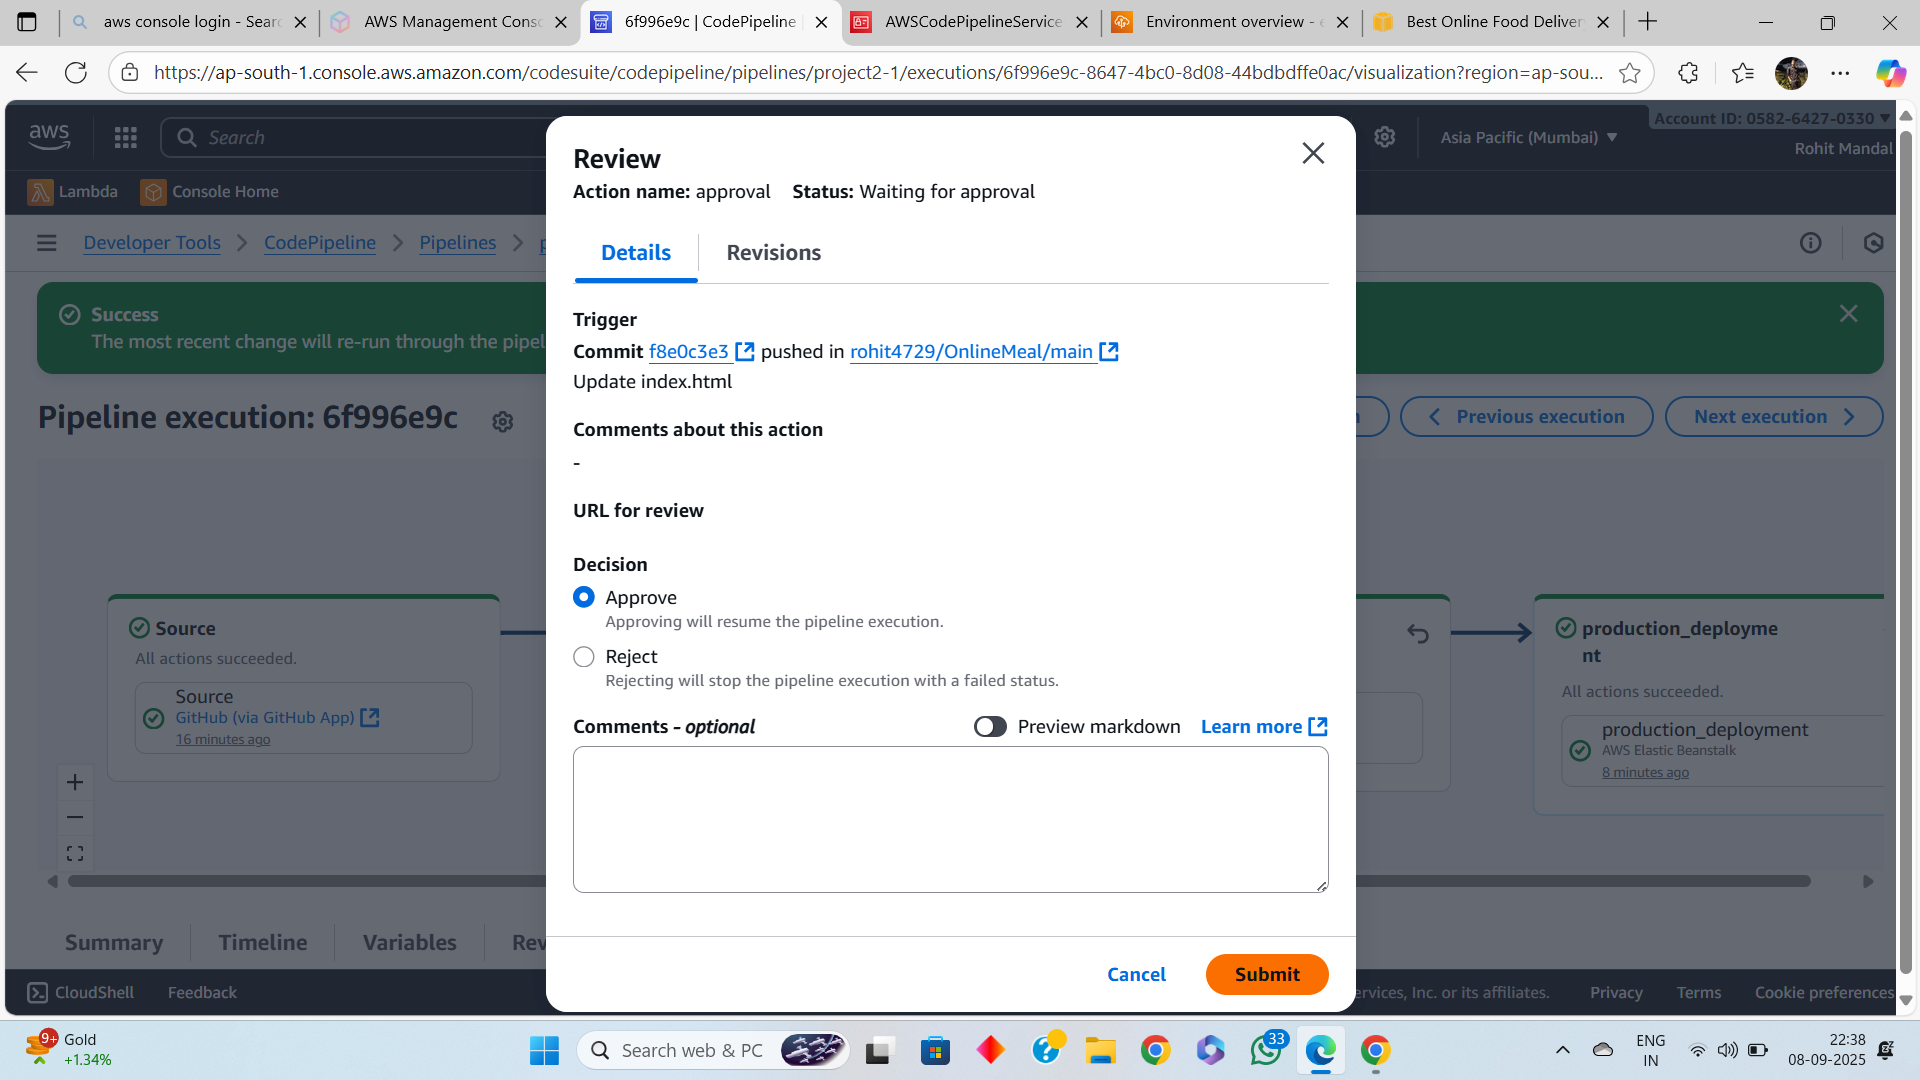 aws console login - Searc
AWS Management Conso
6f996e9c | CodePipeline
AWSCodePipelineService
Environment overview - e
Best Online Food Deliver
https://ap-south-1.console.aws.amazon.com/codesuite/codepipeline/pipelines/project2-1/executions/6f996e9c-8647-4bc0-8d08-44bdbdffe0ac/visualization?region=ap-sou...
aws
Search
Asia Pacific (Mumbai) ▼
Account ID: 0582-6427-0330 ▼
Rohit Mandal
Lambda
Console Home
Developer Tools
CodePipeline
Pipelines
p
Success
The most recent change will re-run through the pipel
Pipeline execution: 6f996e9c
Previous execution
Next execution
Source
All actions succeeded.
Source
GitHub (via GitHub App)
16 minutes ago
Review
Action name: approval Status: Waiting for approval
Details
Revisions
Trigger
Commit f8e0c3e3 pushed in rohit4729/OnlineMeal/main
Update index.html
Comments about this action
-
URL for review
Decision
Approve
Approving will resume the pipeline execution.
Reject
Rejecting will stop the pipeline execution with a failed status.
Comments - optional
Preview markdown
Learn more
Cancel
Submit
production_deployme
nt
All actions succeeded.
production_deployment
AWS Elastic Beanstalk
8 minutes ago
Summary
Timeline
Variables
Rev
CloudShell
Feedback
ervices, Inc. or its affiliates.
Privacy
Terms
Cookie preferences
9+
Gold
+1.34%
Search web & PC
33
ENG
IN
22:38
08-09-2025